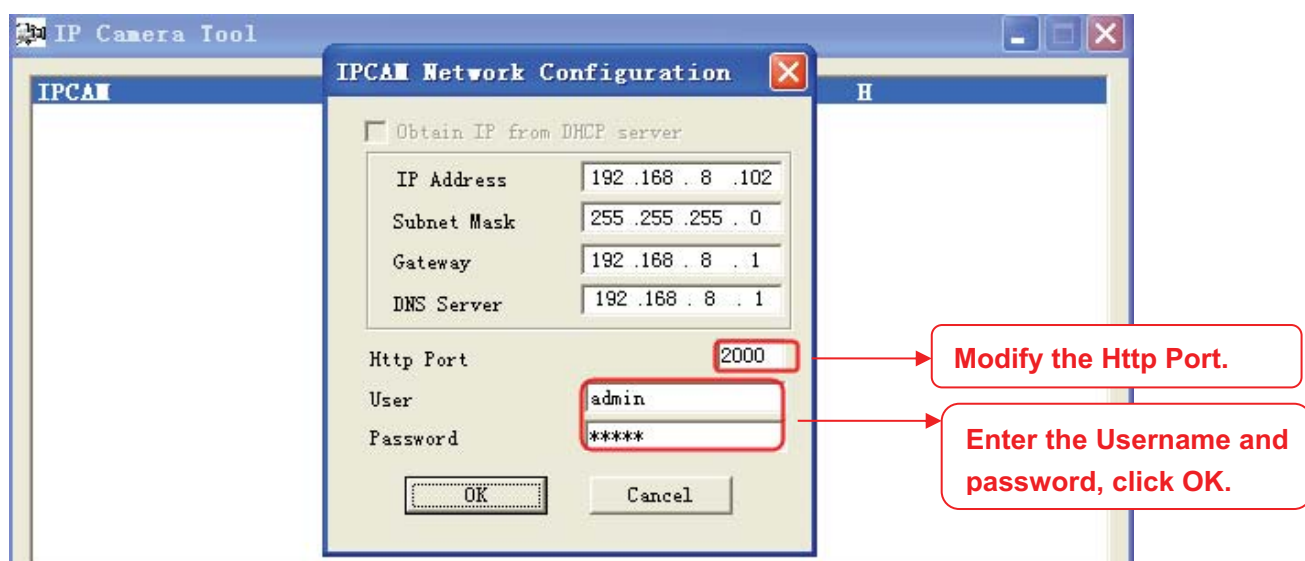 IP Camera Tool
IPCAM Network Configuration
IPCAM
H
Obtain IP from DHCP server
IP Address 192 .168 . 8 .102
Subnet Mask 255 .255 .255 . 0
Gateway 192 .168 . 8 . 1
DNS Server 192 .168 . 8 . 1
Http Port 2000
Modify the Http Port.
User admin
Password *****
Enter the Username and
password, click OK.
OK Cancel